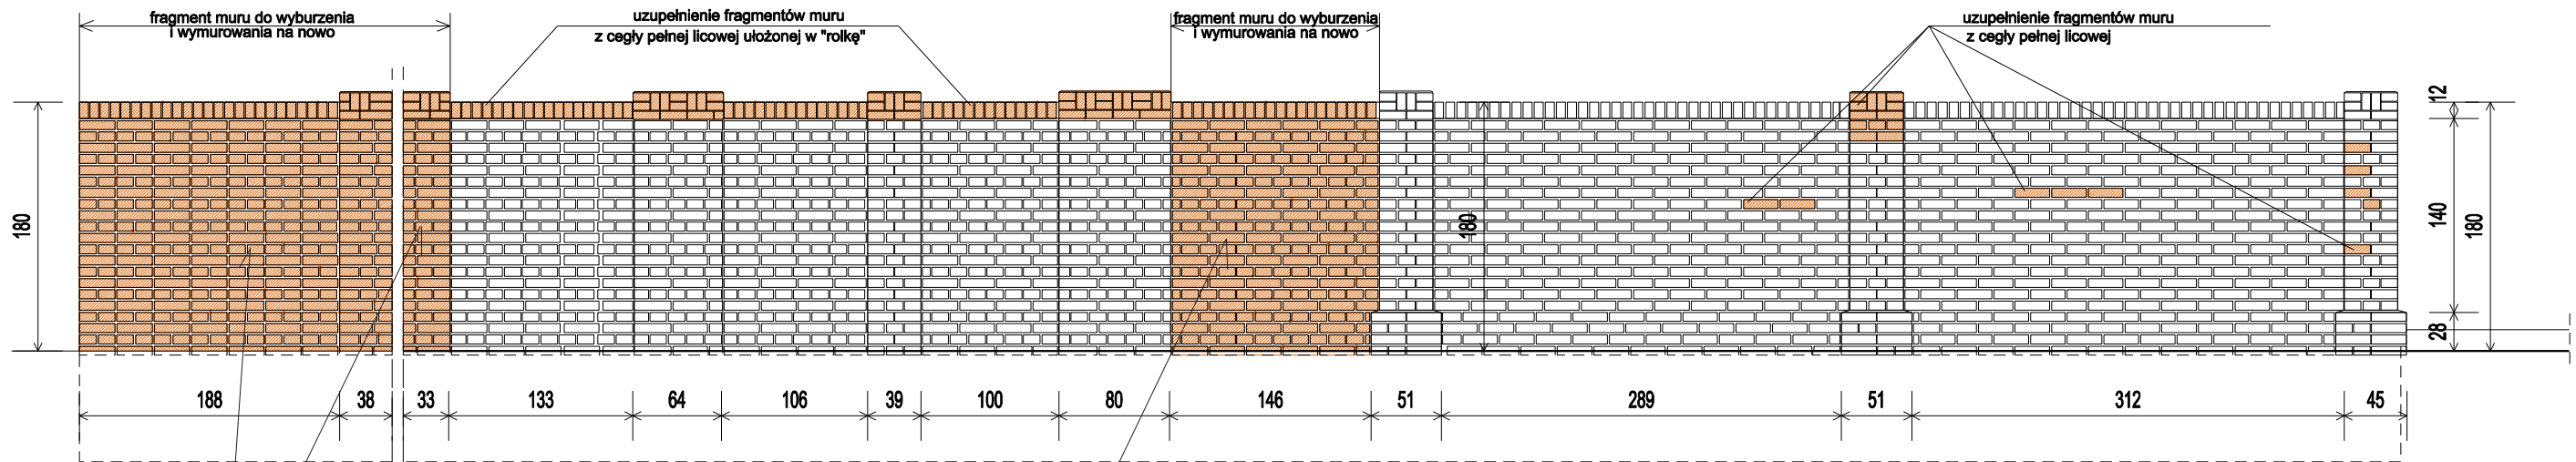 fragment muru do wyburzenia
i wymurowania na nowo
uzupełnienie fragmentów muru
z cegły pełnej licowej ułożonej w "rolkę"
fragment muru do wyburzenia
i wymurowania na nowo
uzupełnienie fragmentów muru
z cegły pełnej licowej
180
180
12
140
28
180
188 38 33 133 64 106 39 100 80 146 51 289 51 312 45